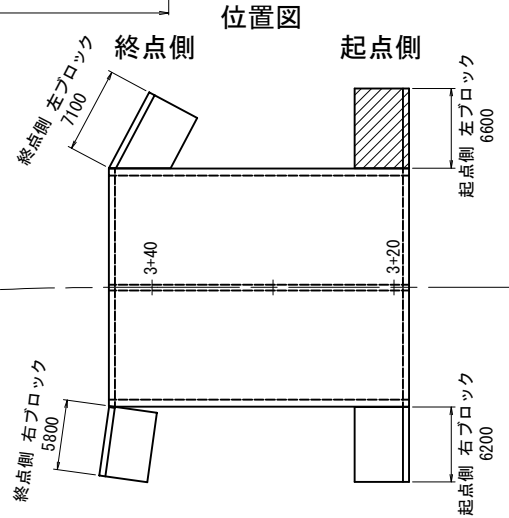 位置図
終点側
起点側
終点側 左ブロック
7100
起点側 左ブロック
6600
3+40
3+20
終点側 右ブロック
5800
起点側 右ブロック
6200